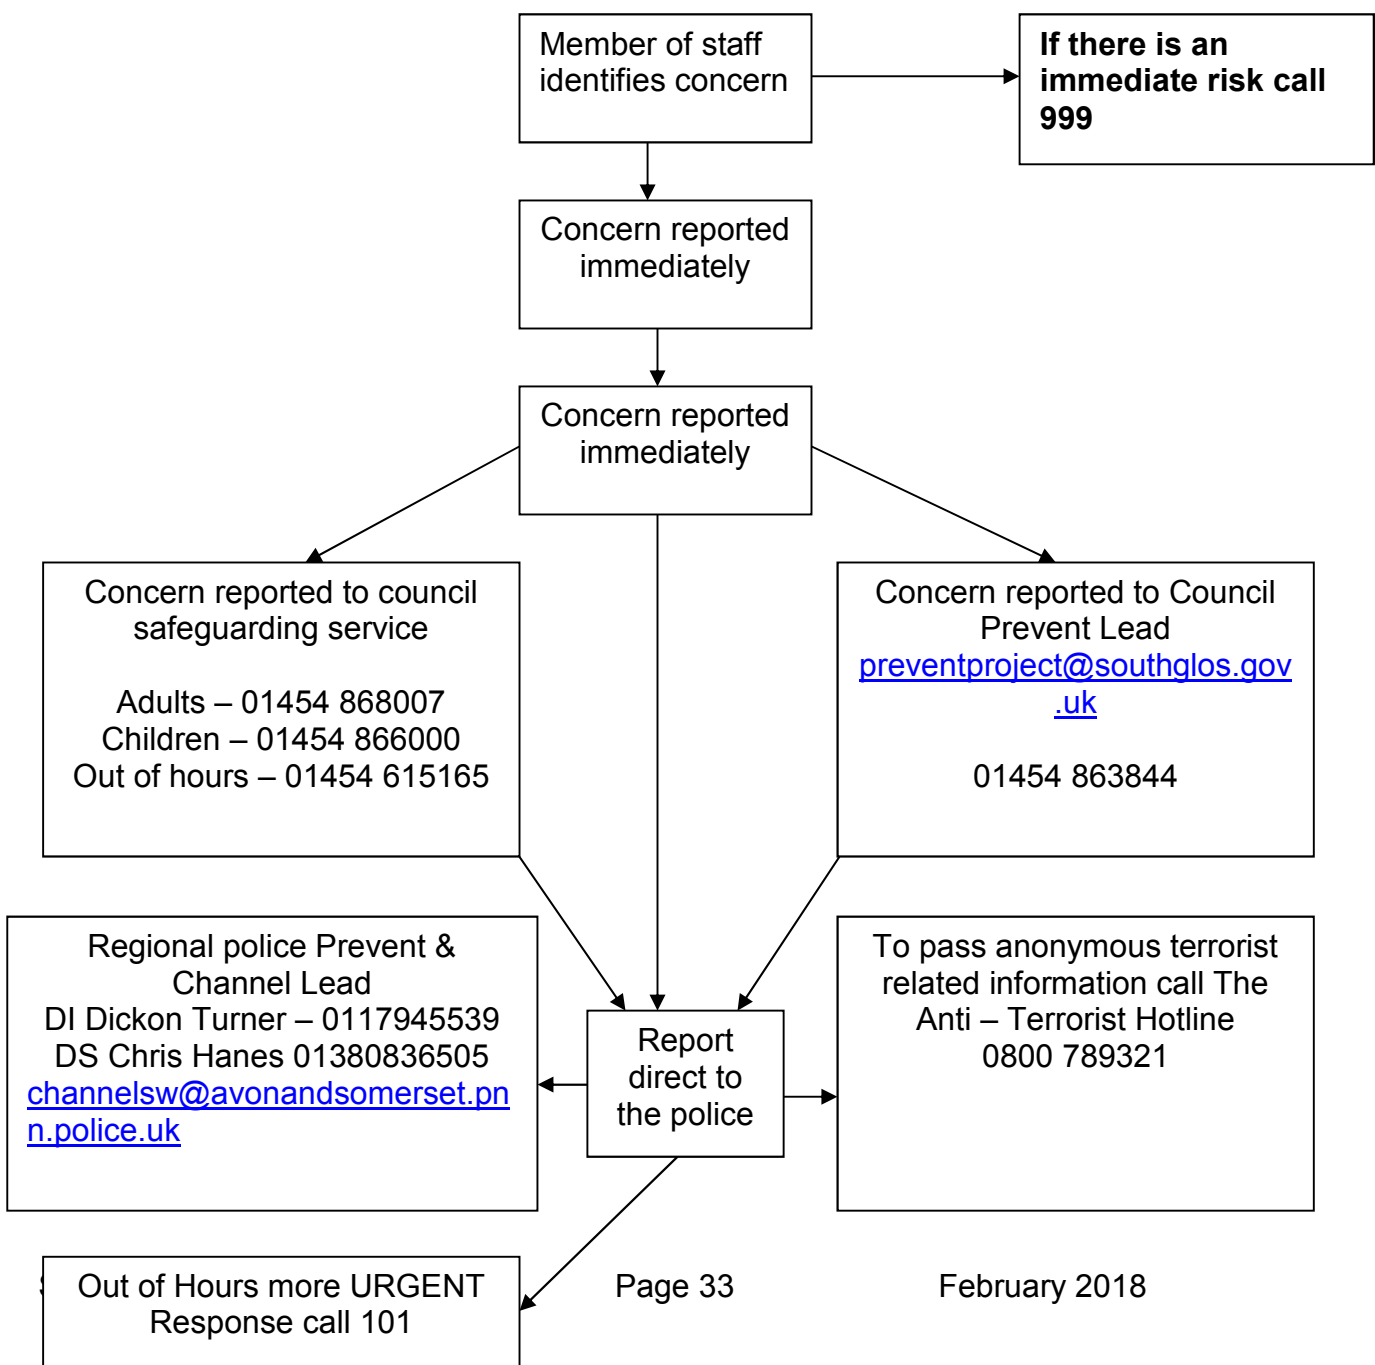 Member of staff
identifies concern
If there is an
immediate risk call
999
Concern reported
immediately
Concern reported
immediately
Concern reported to council
safeguarding service
Adults – 01454 868007
Children – 01454 866000
Out of hours – 01454 615165
Concern reported to Council
Prevent Lead
preventproject@southglos.gov
.uk
01454 863844
Regional police Prevent &
Channel Lead
DI Dickon Turner – 0117945539
DS Chris Hanes 01380836505
channelsw@avonandsomerset.pn
n.police.uk
Report
direct to
the police
To pass anonymous terrorist
related information call The
Anti – Terrorist Hotline
0800 789321
Out of Hours more URGENT
Response call 101
Page 33
February 2018